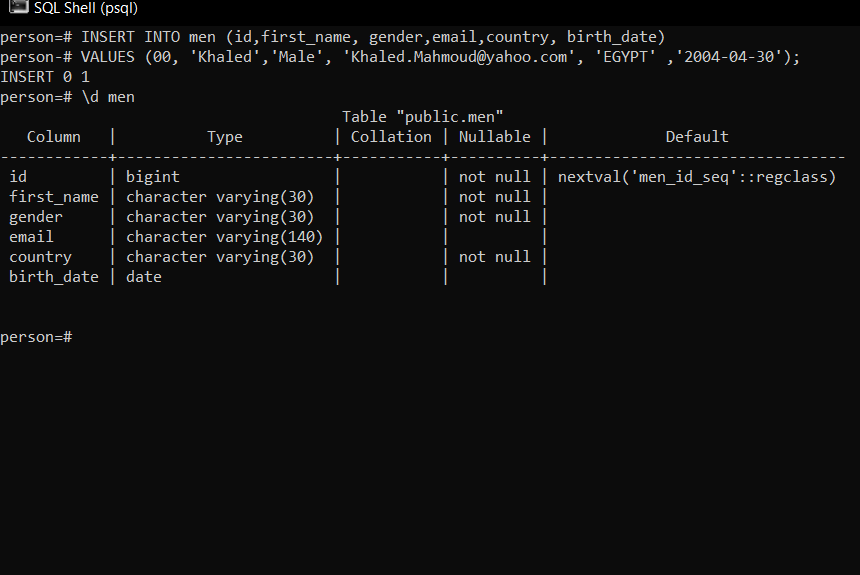 SQL Shell (psql)
person=# INSERT INTO men (id,first_name, gender,email,country, birth_date)
person-# VALUES (00, 'Khaled','Male', 'Khaled.Mahmoud@yahoo.com', 'EGYPT' ,'2004-04-30');
INSERT 0 1
person=# \d men
                                      Table "public.men"
   Column   |          Type          | Collation | Nullable |             Default
------------+------------------------+-----------+----------+---------------------------------
 id         | bigint                 |           | not null | nextval('men_id_seq'::regclass)
 first_name | character varying(30)  |           | not null |
 gender     | character varying(30)  |           | not null |
 email      | character varying(140) |           |          |
 country    | character varying(30)  |           | not null |
 birth_date | date                   |           |          |
person=#